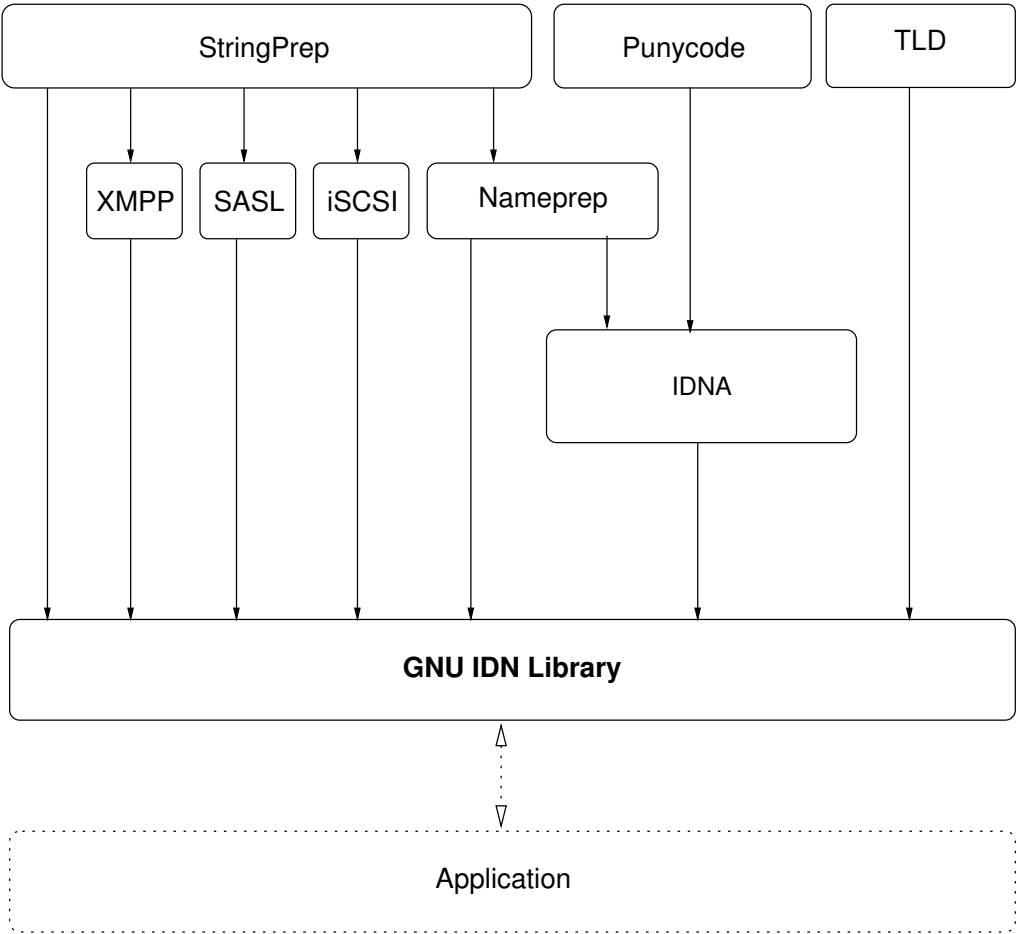 StringPrep
Punycode
TLD
XMPP
SASL
iSCSI
Nameprep
IDNA
GNU IDN Library
Application